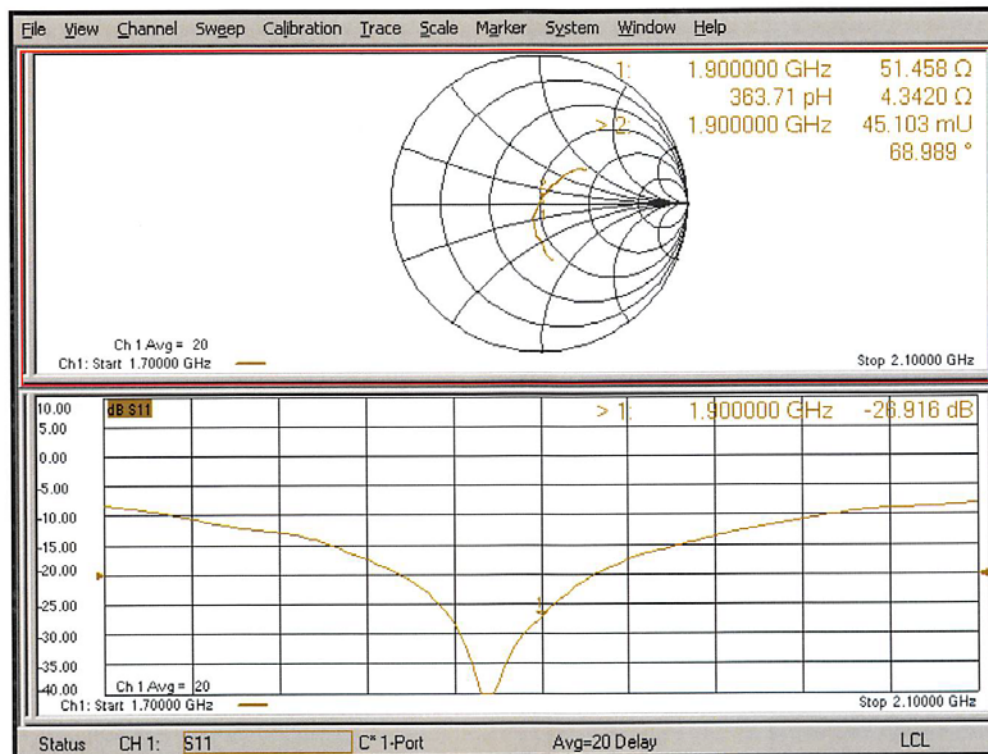 File View Channel Sweep Calibration Trace Scale Marker System Window Help
1: 1.900000 GHz 51.458 Ω
363.71 pH 4.3420 Ω
> 2: 1.900000 GHz 45.103 mU
68.989 °
Ch 1 Avg = 20
Ch1: Start 1.70000 GHz
Stop 2.10000 GHz
10.00
dB S11
> 1: 1.900000 GHz -26.916 dB
5.00
0.00
-5.00
-10.00
-15.00
-20.00
-25.00
1
-30.00
-35.00
-40.00
Ch 1 Avg = 20
Ch1: Start 1.70000 GHz
Stop 2.10000 GHz
Status CH 1: S11 C* 1-Port Avg=20 Delay LCL